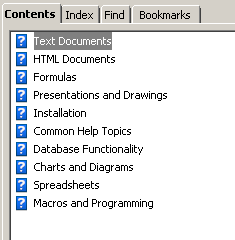 Contents Index Find Bookmarks
Text Documents
HTML Documents
Formulas
Presentations and Drawings
Installation
Common Help Topics
Database Functionality
Charts and Diagrams
Spreadsheets
Macros and Programming